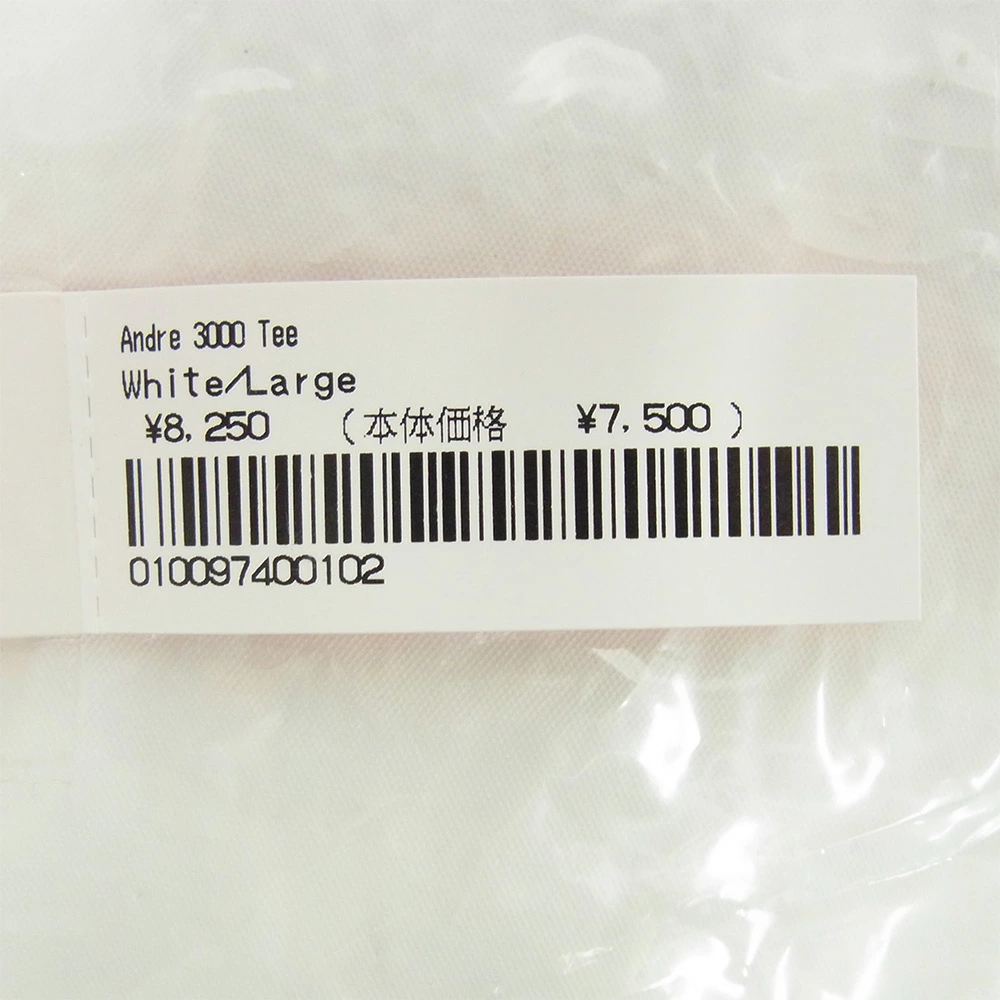 Andre 3000 Tee
White/Large
¥8,250 (本体価格 ¥7,500)
010097400102